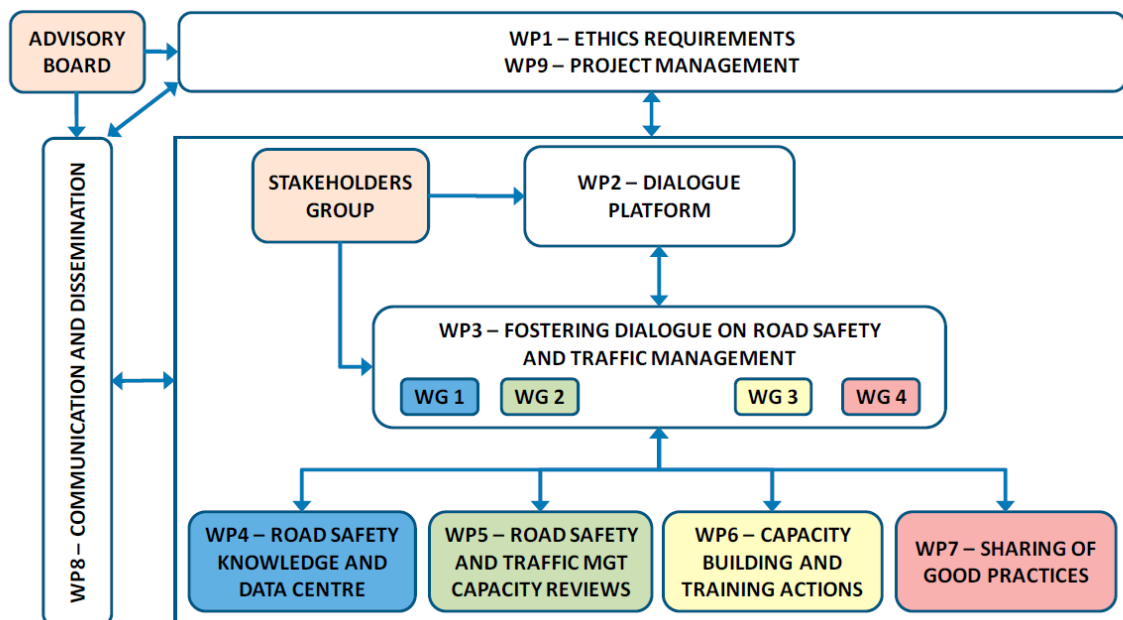 ADVISORY
BOARD
WP1 – ETHICS REQUIREMENTS
WP9 – PROJECT MANAGEMENT
WP8 – COMMUNICATION AND DISSEMINATION
STAKEHOLDERS
GROUP
WP2 – DIALOGUE
PLATFORM
WP3 – FOSTERING DIALOGUE ON ROAD SAFETY
AND TRAFFIC MANAGEMENT
WG 1
WG 2
WG 3
WG 4
WP4 – ROAD SAFETY
KNOWLEDGE AND
DATA CENTRE
WP5 – ROAD SAFETY
AND TRAFFIC MGT
CAPACITY REVIEWS
WP6 – CAPACITY
BUILDING AND
TRAINING ACTIONS
WP7 – SHARING OF
GOOD PRACTICES